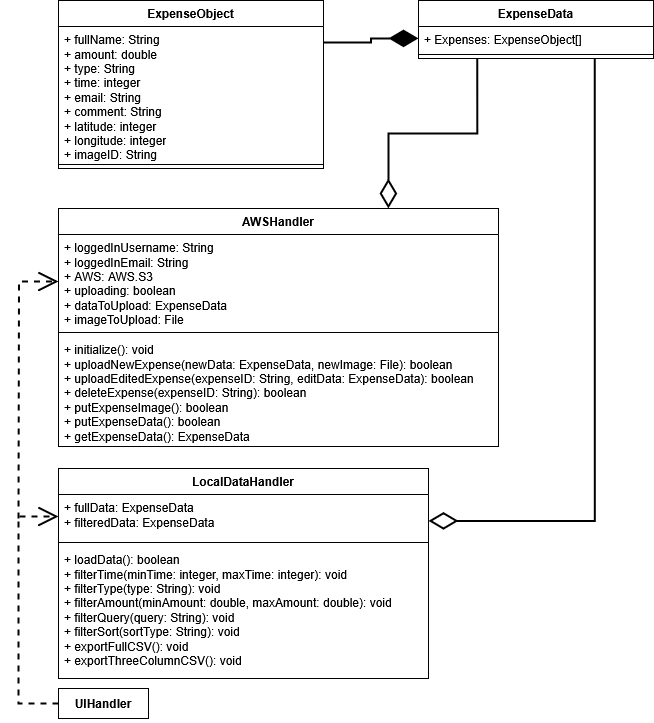 ExpenseObject
+ fullName: String
+ amount: double
+ type: String
+ time: integer
+ email: String
+ comment: String
+ latitude: integer
+ longitude: integer
+ imageID: String
ExpenseData
+ Expenses: ExpenseObject[]
AWSHandler
+ loggedInUsername: String
+ loggedInEmail: String
+ AWS: AWS.S3
+ uploading: boolean
+ dataToUpload: ExpenseData
+ imageToUpload: File
+ initialize(): void
+ uploadNewExpense(newData: ExpenseData, newImage: File): boolean
+ uploadEditedExpense(expenseID: String, editData: ExpenseData): boolean
+ deleteExpense(expenseID: String): boolean
+ putExpenseImage(): boolean
+ putExpenseData(): boolean
+ getExpenseData(): ExpenseData
LocalDataHandler
+ fullData: ExpenseData
+ filteredData: ExpenseData
+ loadData(): boolean
+ filterTime(minTime: integer, maxTime: integer): void
+ filterType(type: String): void
+ filterAmount(minAmount: double, maxAmount: double): void
+ filterQuery(query: String): void
+ filterSort(sortType: String): void
+ exportFullCSV(): void
+ exportThreeColumnCSV(): void
UIHandler